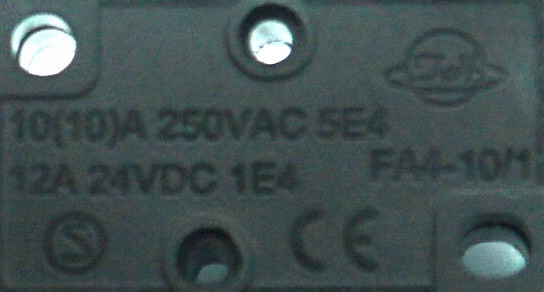 10(10)A 250VAC 5E4
12A 24VDC 1E4 FA4-10/1
S
CE